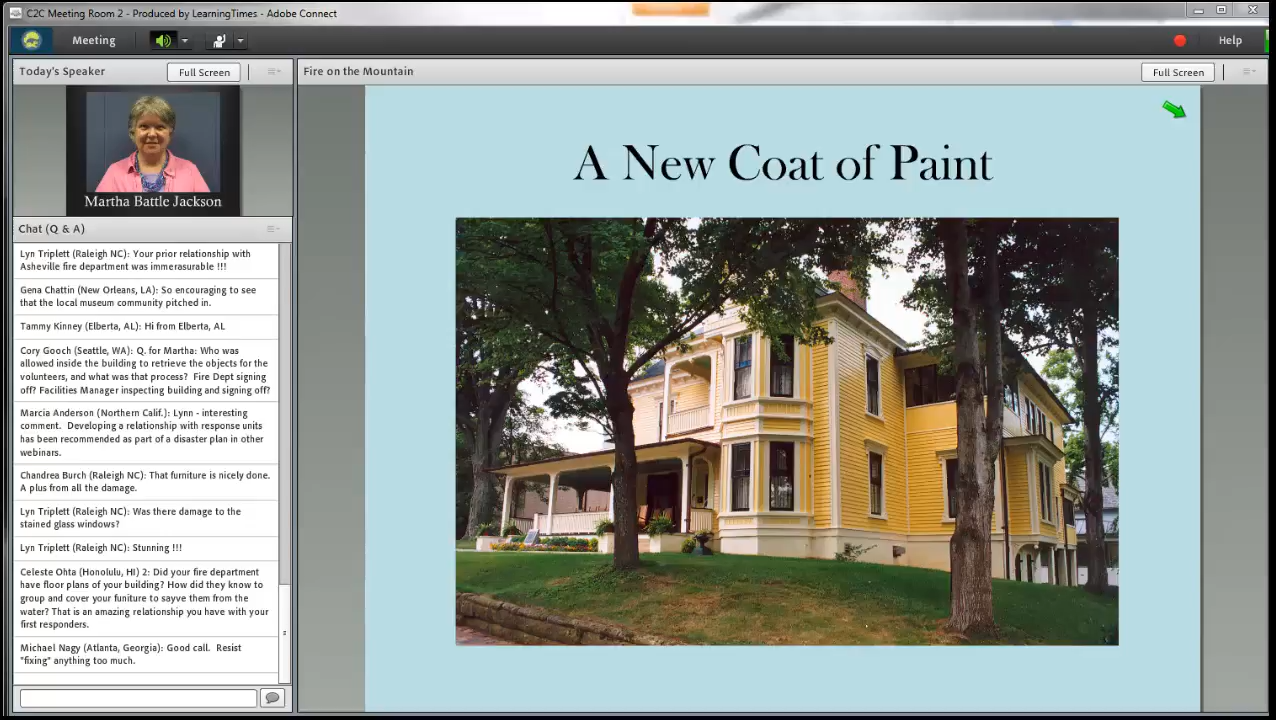 C2C Meeting Room 2 - Produced by LearningTimes - Adobe Connect
Meeting
Help
Today's Speaker
Full Screen
Martha Battle Jackson
Chat (Q & A)
Lyn Triplett (Raleigh NC): Your prior relationship with
Asheville fire department was immerasurable !!!
Gena Chattin (New Orleans, LA): So encouraging to see
that the local museum community pitched in.
Tammy Kinney (Elberta, AL): Hi from Elberta, AL
Cory Gooch (Seattle, WA): Q. for Martha: Who was
allowed inside the building to retrieve the objects for the
volunteers, and what was that process?  Fire Dept signing
off? Facilities Manager inspecting building and signing off?
Marcia Anderson (Northern Calif.): Lynn - interesting
comment.  Developing a relationship with response units
has been recommended as part of a disaster plan in other
webinars.
Chandrea Burch (Raleigh NC): That furniture is nicely done.
A plus from all the damage.
Lyn Triplett (Raleigh NC): Was there damage to the
stained glass windows?
Lyn Triplett (Raleigh NC): Stunning !!!
Celeste Ohta (Honolulu, HI) 2: Did your fire department
have floor plans of your building? How did they know to
group and cover your funiture to sayve them from the
water? That is an amazing relationship you have with your
first responders.
Michael Nagy (Atlanta, Georgia): Good call.  Resist
"fixing" anything too much.
Fire on the Mountain
Full Screen
A New Coat of Paint